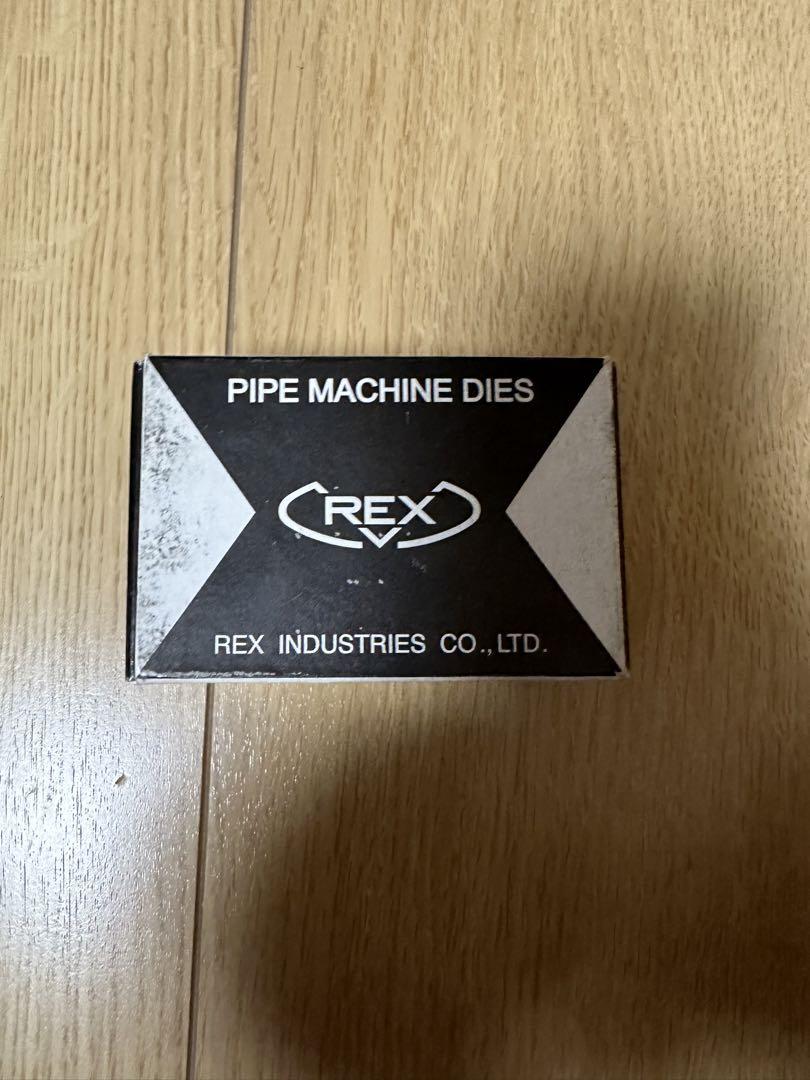 PIPE MACHINE DIES
REX
REX INDUSTRIES CO.,LTD.